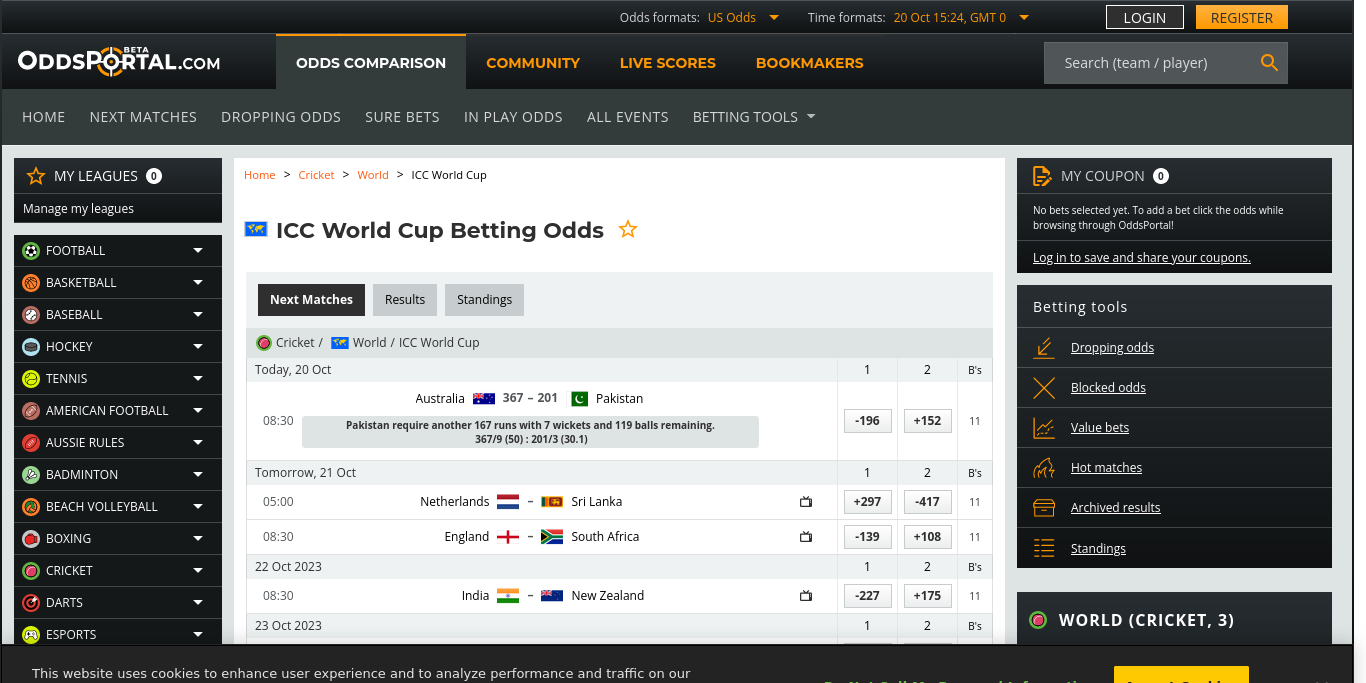 Odds formats: US Odds Time formats: 20 Oct 15:24, GMT 0 LOGIN REGISTER
ODDSPORTAL.COM BETA ODDS COMPARISON COMMUNITY LIVE SCORES BOOKMAKERS Search (team / player)
HOME NEXT MATCHES DROPPING ODDS SURE BETS IN PLAY ODDS ALL EVENTS BETTING TOOLS
MY LEAGUES 0
Manage my leagues
FOOTBALL
BASKETBALL
BASEBALL
HOCKEY
TENNIS
AMERICAN FOOTBALL
AUSSIE RULES
BADMINTON
BEACH VOLLEYBALL
BOXING
CRICKET
DARTS
ESPORTS
Home > Cricket > World > ICC World Cup
ICC World Cup Betting Odds
Next Matches Results Standings
Cricket / World / ICC World Cup
Today, 20 Oct 1 2 B's
Australia 367 – 201 Pakistan
08:30 -196 +152 11
Pakistan require another 167 runs with 7 wickets and 119 balls remaining.
367/9 (50) : 201/3 (30.1)
Tomorrow, 21 Oct 1 2 B's
05:00 Netherlands – Sri Lanka +297 -417 11
08:30 England – South Africa -139 +108 11
22 Oct 2023 1 2 B's
08:30 India – New Zealand -227 +175 11
23 Oct 2023 1 2 B's
MY COUPON 0
No bets selected yet. To add a bet click the odds while
browsing through OddsPortal!
Log in to save and share your coupons.
Betting tools
Dropping odds
Blocked odds
Value bets
Hot matches
Archived results
Standings
WORLD (CRICKET, 3)
This website uses cookies to enhance user experience and to analyze performance and traffic on our